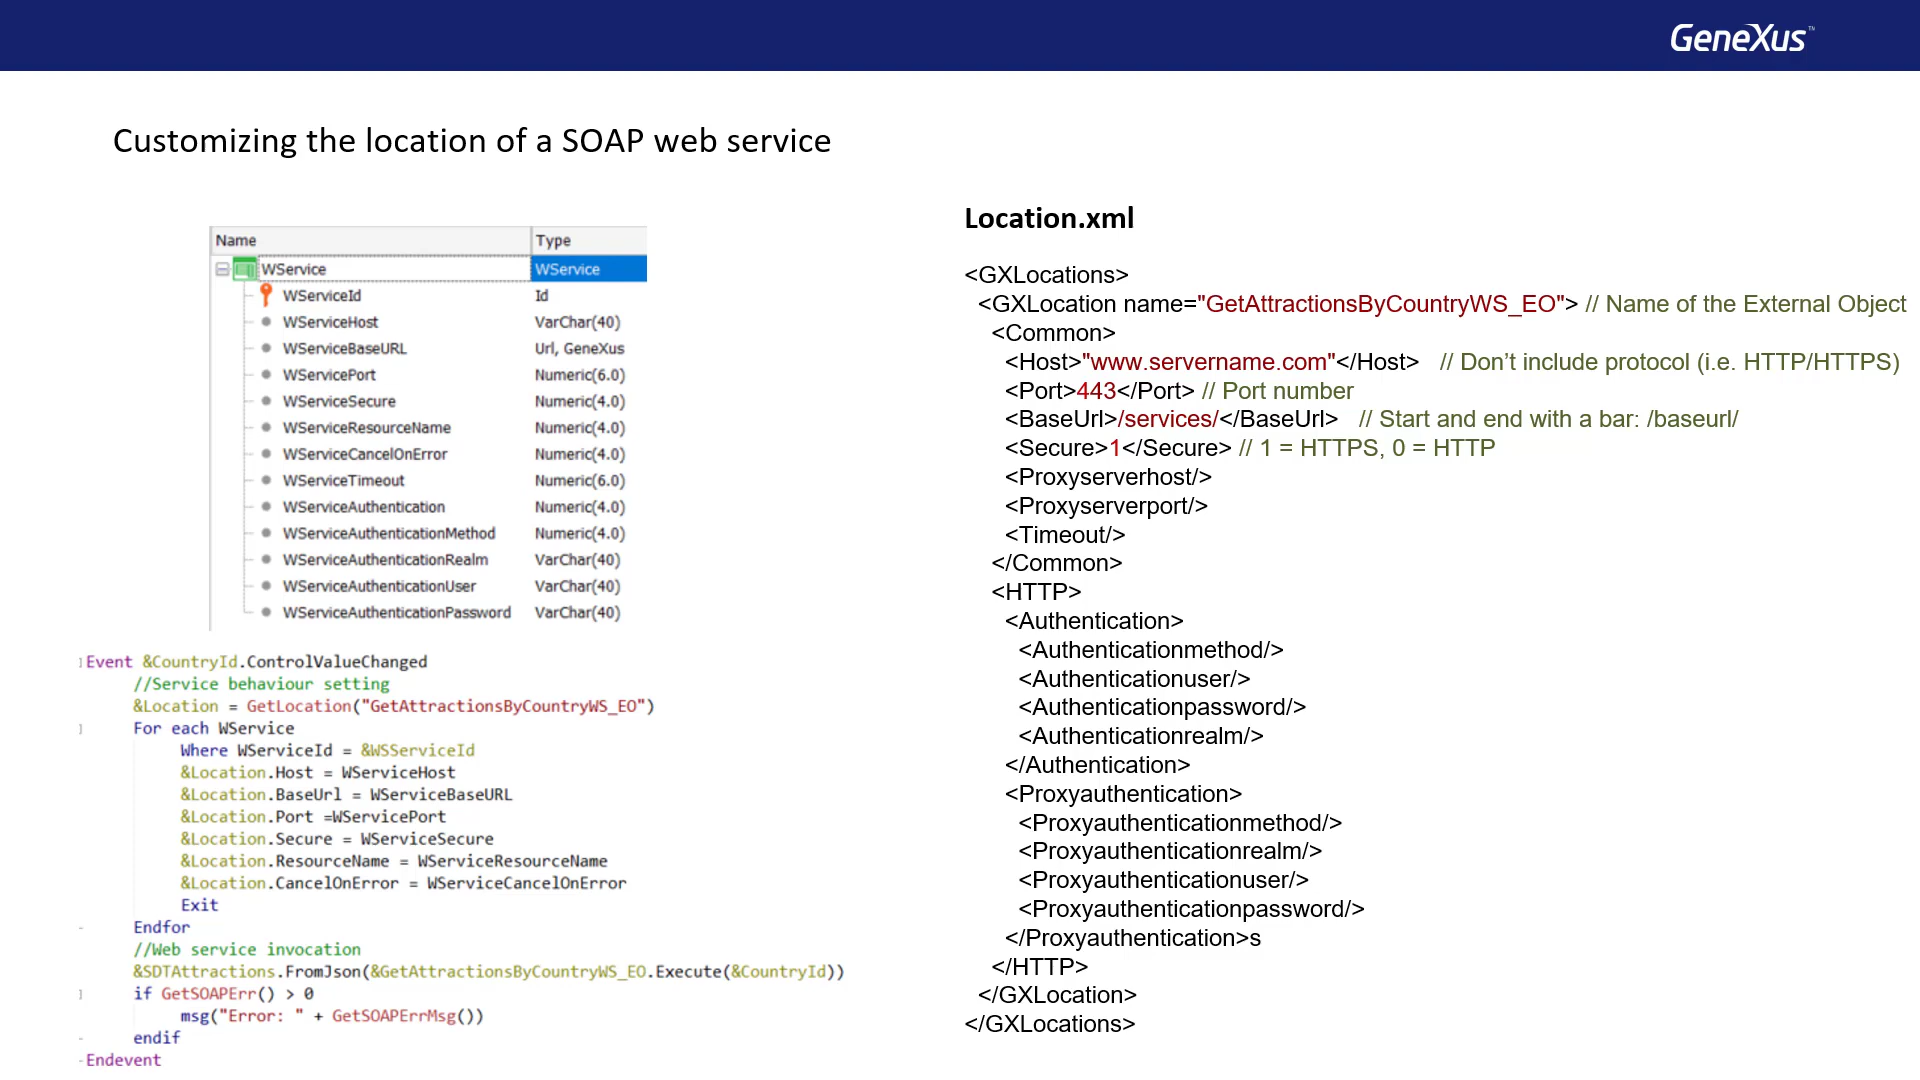 GeneXus™
Customizing the location of a SOAP web service
Name Type
WService WService
WServiceId Id
WServiceHost VarChar(40)
WServiceBaseURL Url, GeneXus
WServicePort Numeric(6.0)
WServiceSecure Numeric(4.0)
WServiceResourceName Numeric(4.0)
WServiceCancelOnError Numeric(4.0)
WServiceTimeout Numeric(6.0)
WServiceAuthentication Numeric(4.0)
WServiceAuthenticationMethod Numeric(4.0)
WServiceAuthenticationRealm VarChar(40)
WServiceAuthenticationUser VarChar(40)
WServiceAuthenticationPassword VarChar(40)
Event &CountryId.ControlValueChanged
//Service behaviour setting
&Location = GetLocation("GetAttractionsByCountryWS_EO")
For each WService
Where WServiceId = &WSServiceId
&Location.Host = WServiceHost
&Location.BaseUrl = WServiceBaseURL
&Location.Port =WServicePort
&Location.Secure = WServiceSecure
&Location.ResourceName = WServiceResourceName
&Location.CancelOnError = WServiceCancelOnError
Exit
Endfor
//Web service invocation
&SDTAttractions.FromJson(&GetAttractionsByCountryWS_EO.Execute(&CountryId))
if GetSOAPErr() > 0
msg("Error: " + GetSOAPErrMsg())
endif
Endevent
Location.xml
<GXLocations>
<GXLocation name="GetAttractionsByCountryWS_EO"> // Name of the External Object
<Common>
<Host>"www.servername.com"</Host> // Don’t include protocol (i.e. HTTP/HTTPS)
<Port>443</Port> // Port number
<BaseUrl>/services/</BaseUrl> // Start and end with a bar: /baseurl/
<Secure>1</Secure> // 1 = HTTPS, 0 = HTTP
<Proxyserverhost/>
<Proxyserverport/>
<Timeout/>
</Common>
<HTTP>
<Authentication>
<Authenticationmethod/>
<Authenticationuser/>
<Authenticationpassword/>
<Authenticationrealm/>
</Authentication>
<Proxyauthentication>
<Proxyauthenticationmethod/>
<Proxyauthenticationrealm/>
<Proxyauthenticationuser/>
<Proxyauthenticationpassword/>
</Proxyauthentication>s
</HTTP>
</GXLocation>
</GXLocations>